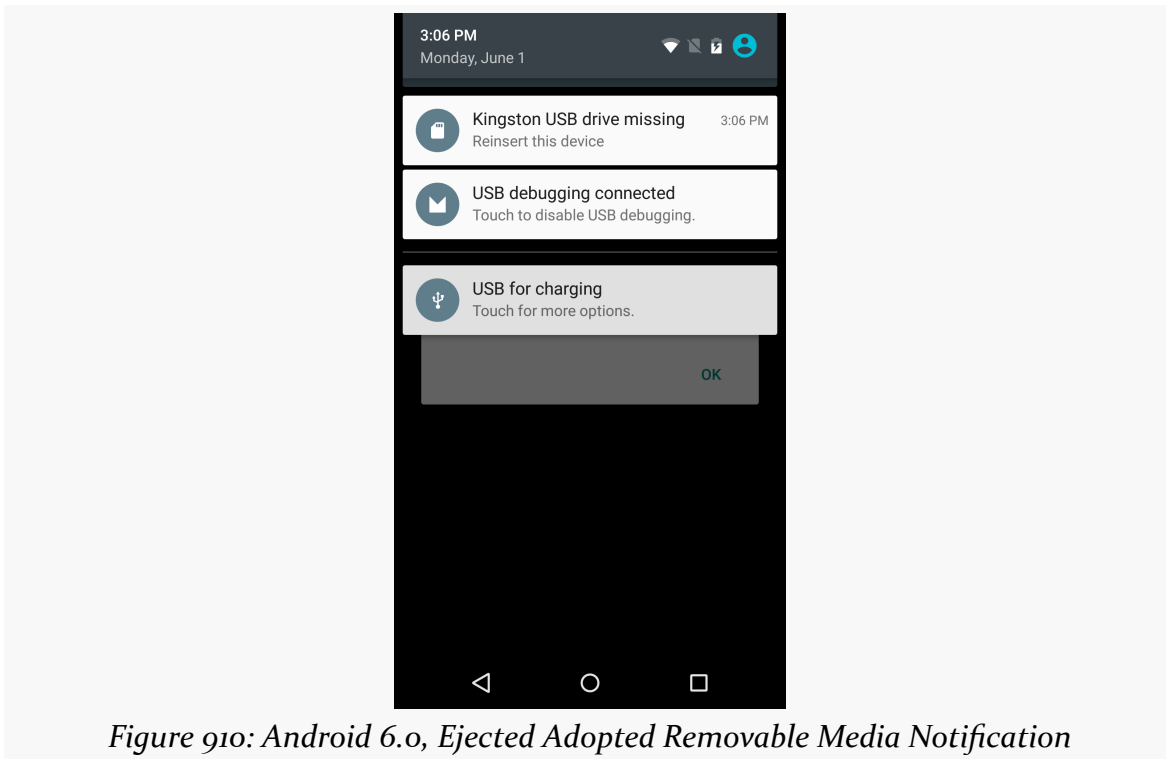 3:06 PM
Monday, June 1
Kingston USB drive missing 3:06 PM
Reinsert this device
USB debugging connected
Touch to disable USB debugging.
USB for charging
Touch for more options.
OK
Figure 910: Android 6.0, Ejected Adopted Removable Media Notification